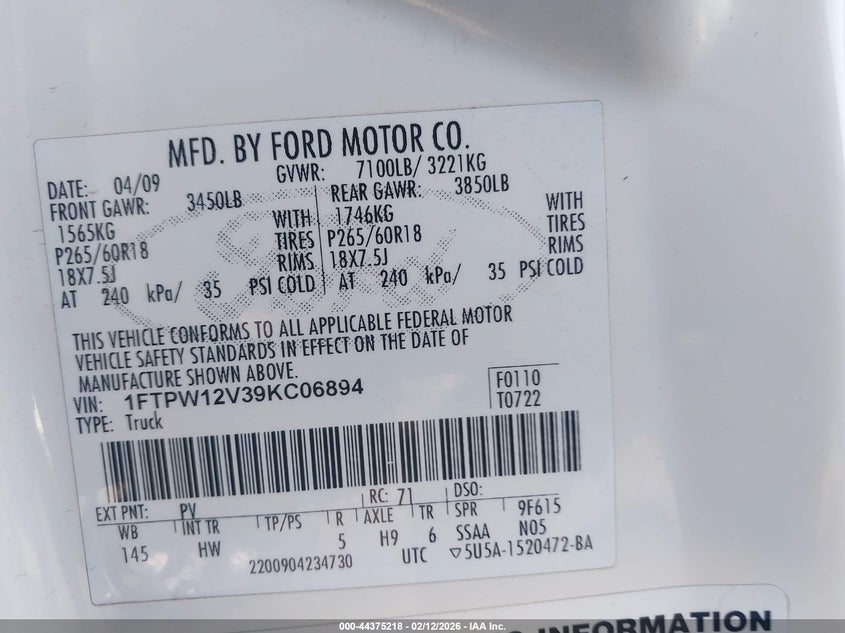 MFD. BY FORD MOTOR CO.
DATE: 04/09 GVWR: 7100LB/ 3221KG
FRONT GAWR: 3450LB REAR GAWR: 3850LB
1565KG WITH 1746KG WITH
P265/60R18 TIRES P265/60R18 TIRES
18X7.5J RIMS 18X7.5J RIMS
AT 240 kPa/ 35 PSI COLD AT 240 kPa/ 35 PSI COLD
THIS VEHICLE CONFORMS TO ALL APPLICABLE FEDERAL MOTOR
VEHICLE SAFETY STANDARDS IN EFFECT ON THE DATE OF
MANUFACTURE SHOWN ABOVE.
VIN: 1FTPW12V39KC06894 F0110
TYPE: Truck T0722
EXT PNT: PV RC: 71 DSO:
WB INT TR TP/PS R AXLE TR SPR 9F615
145 HW 5 H9 6 SSAA N05
2200904234730 UTC ▽5U5A-1520472-BA
INFORMATION
000-44375218 - 02/12/2026 - IAA Inc.